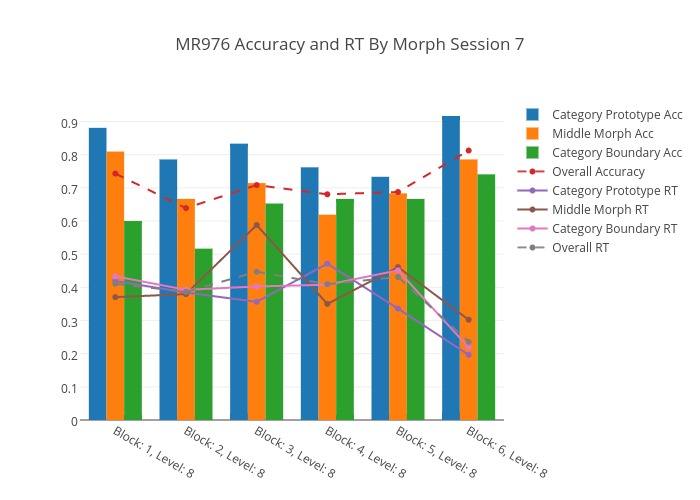 MR976 Accuracy and RT By Morph Session 7
0.9
0.8
0.7
0.6
0.5
0.4
0.3
0.2
0.1
0
Block: 1, Level: 8
Block: 2, Level: 8
Block: 3, Level: 8
Block: 4, Level: 8
Block: 5, Level: 8
Block: 6, Level: 8
Category Prototype Acc
Middle Morph Acc
Category Boundary Acc
Overall Accuracy
Category Prototype RT
Middle Morph RT
Category Boundary RT
Overall RT